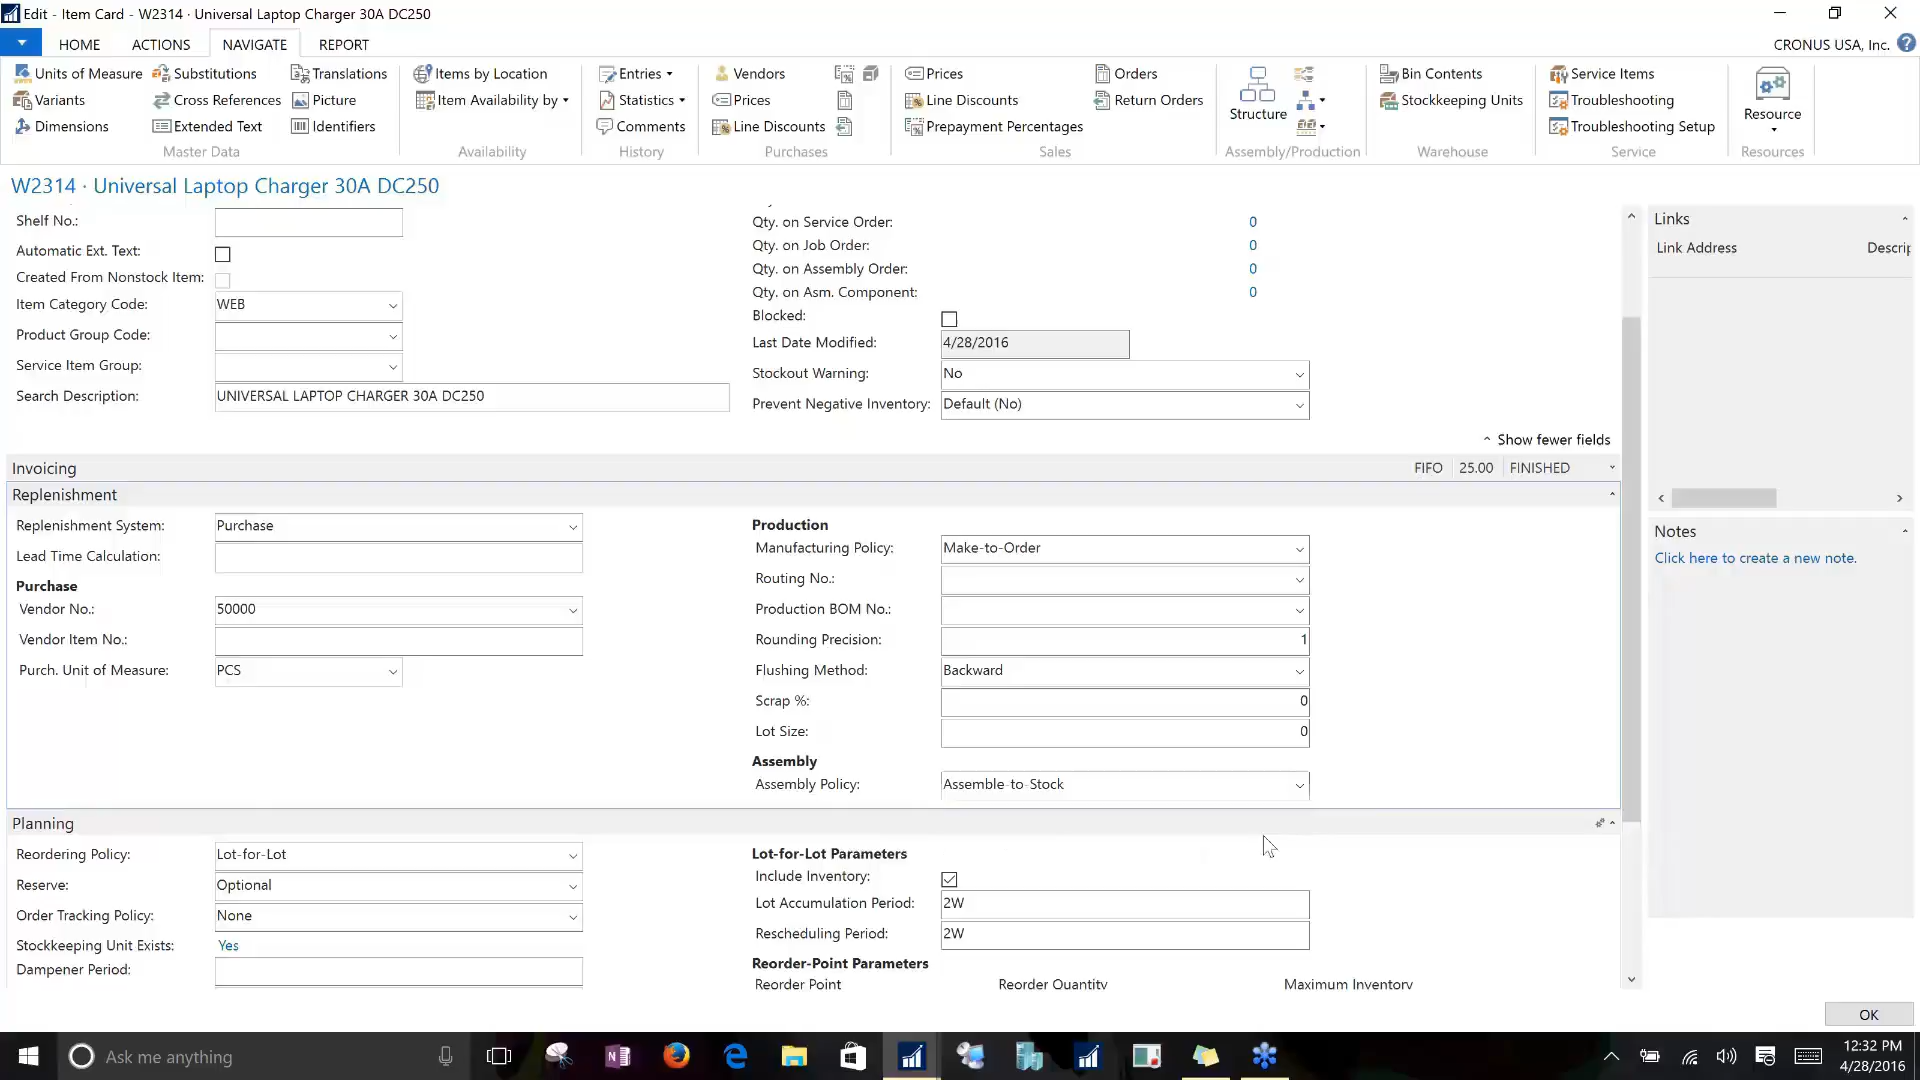 Edit - Item Card - W2314 · Universal Laptop Charger 30A DC250
HOME ACTIONS NAVIGATE REPORT CRONUS USA, Inc.
Units of Measure Substitutions Translations Items by Location Entries Statistics Comments
Variants Cross References Picture Item Availability by
Dimensions Extended Text Identifiers
Vendors Prices Orders Bin Contents Service Items
Prices Line Discounts Return Orders Structure Stockkeeping Units Troubleshooting Resource
Line Discounts Prepayment Percentages Troubleshooting Setup
Master Data Availability History Purchases Sales Assembly/Production Warehouse Service Resources
W2314 · Universal Laptop Charger 30A DC250
Shelf No.:
Automatic Ext. Text:
Created From Nonstock Item:
Item Category Code: WEB
Product Group Code:
Service Item Group:
Search Description: UNIVERSAL LAPTOP CHARGER 30A DC250
Qty. on Service Order: 0
Qty. on Job Order: 0
Qty. on Assembly Order: 0
Qty. on Asm. Component: 0
Blocked:
Last Date Modified: 4/28/2016
Stockout Warning: No
Prevent Negative Inventory: Default (No)
Show fewer fields
Invoicing FIFO 25.00 FINISHED
Replenishment
Replenishment System: Purchase
Lead Time Calculation:
Purchase
Vendor No.: 50000
Vendor Item No.:
Purch. Unit of Measure: PCS
Production
Manufacturing Policy: Make-to-Order
Routing No.:
Production BOM No.:
Rounding Precision: 1
Flushing Method: Backward
Scrap %: 0
Lot Size: 0
Assembly
Assembly Policy: Assemble-to-Stock
Planning
Reordering Policy: Lot-for-Lot
Reserve: Optional
Order Tracking Policy: None
Stockkeeping Unit Exists: Yes
Dampener Period:
Lot-for-Lot Parameters
Include Inventory:
Lot Accumulation Period: 2W
Rescheduling Period: 2W
Reorder-Point Parameters
Reorder Point Reorder Quantity Maximum Inventory
Links
Link Address Descrip
Notes
Click here to create a new note.
OK
Ask me anything
12:32 PM
4/28/2016